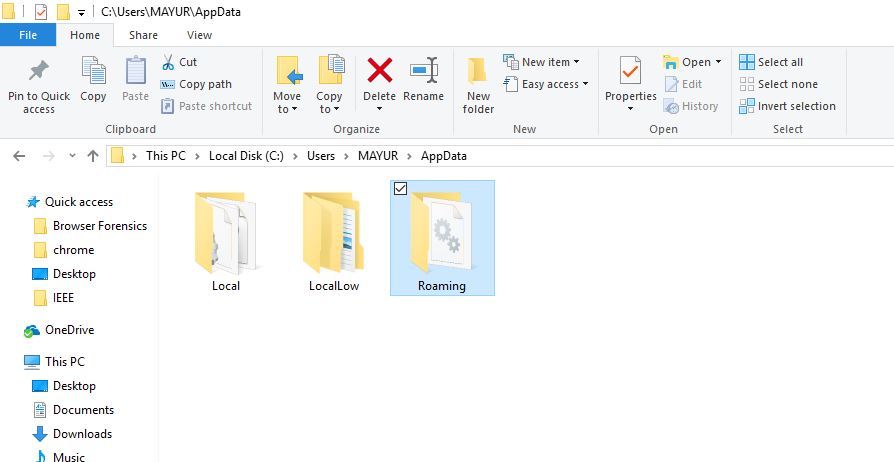 C:\Users\MAYUR\AppData
File Home Share View
Pin to Quick access
Copy
Paste
Cut
Copy path
Paste shortcut
Move to
Copy to
Delete
Rename
New folder
New item
Easy access
Properties
Open
Edit
History
Select all
Select none
Invert selection
Clipboard Organize New Open Select
This PC Local Disk (C:) Users MAYUR AppData
Quick access
Browser Forensics
chrome
Desktop
IEEE
OneDrive
This PC
Desktop
Documents
Downloads
Music
Local LocalLow Roaming